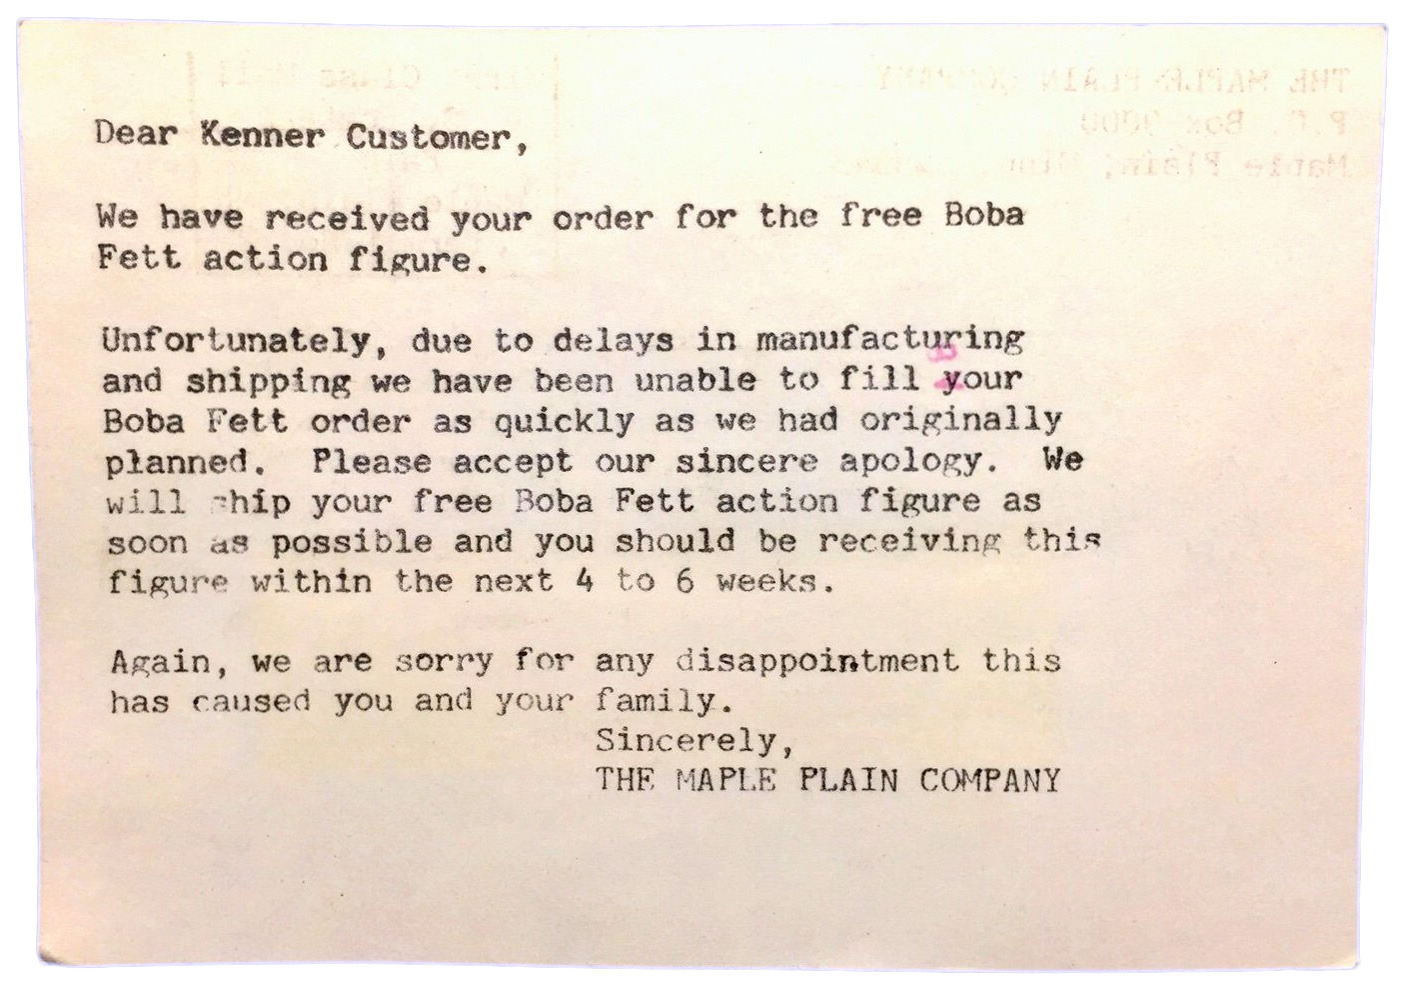 Dear Kenner Customer,
We have received your order for the free Boba
Fett action figure.
Unfortunately, due to delays in manufacturing
and shipping we have been unable to fill your
Boba Fett order as quickly as we had originally
planned.  Please accept our sincere apology.  We
will ship your free Boba Fett action figure as
soon as possible and you should be receiving this
figure within the next 4 to 6 weeks.
Again, we are sorry for any disappointment this
has caused you and your family.
Sincerely,
THE MAPLE PLAIN COMPANY